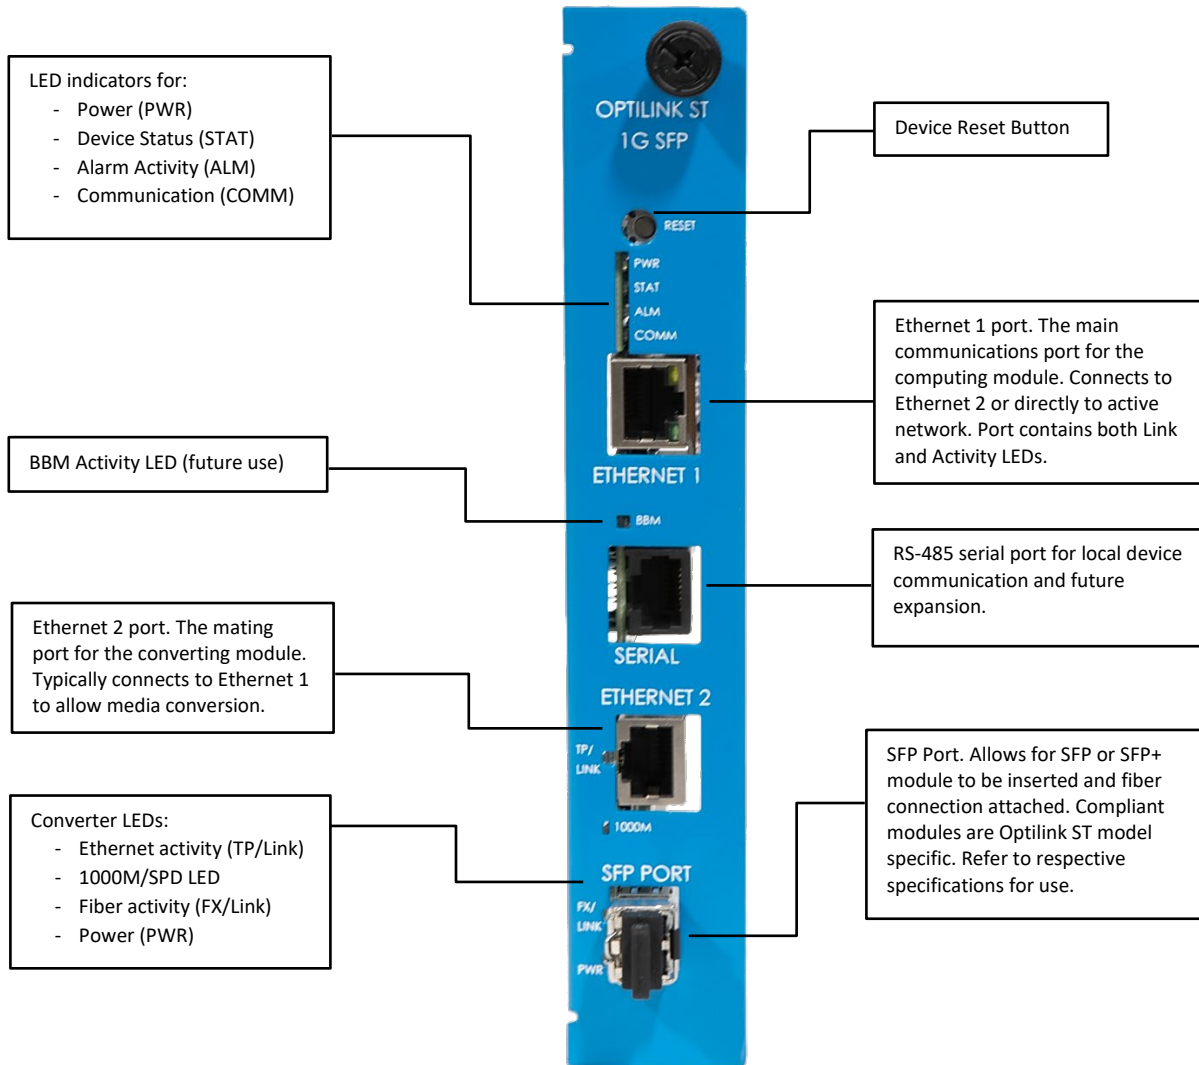 LED indicators for:
- Power (PWR)
- Device Status (STAT)
- Alarm Activity (ALM)
- Communication (COMM)
BBM Activity LED (future use)
Ethernet 2 port. The mating
port for the converting module.
Typically connects to Ethernet 1
to allow media conversion.
Converter LEDs:
- Ethernet activity (TP/Link)
- 1000M/SPD LED
- Fiber activity (FX/Link)
- Power (PWR)
OPTILINK ST
1G SFP
RESET
PWR
STAT
ALM
COMM
ETHERNET 1
BBM
SERIAL
ETHERNET 2
TP/
LINK
1000M
SFP PORT
FX/
LINK
PWR
Device Reset Button
Ethernet 1 port. The main
communications port for the
computing module. Connects to
Ethernet 2 or directly to active
network. Port contains both Link
and Activity LEDs.
RS-485 serial port for local device
communication and future
expansion.
SFP Port. Allows for SFP or SFP+
module to be inserted and fiber
connection attached. Compliant
modules are Optilink ST model
specific. Refer to respective
specifications for use.